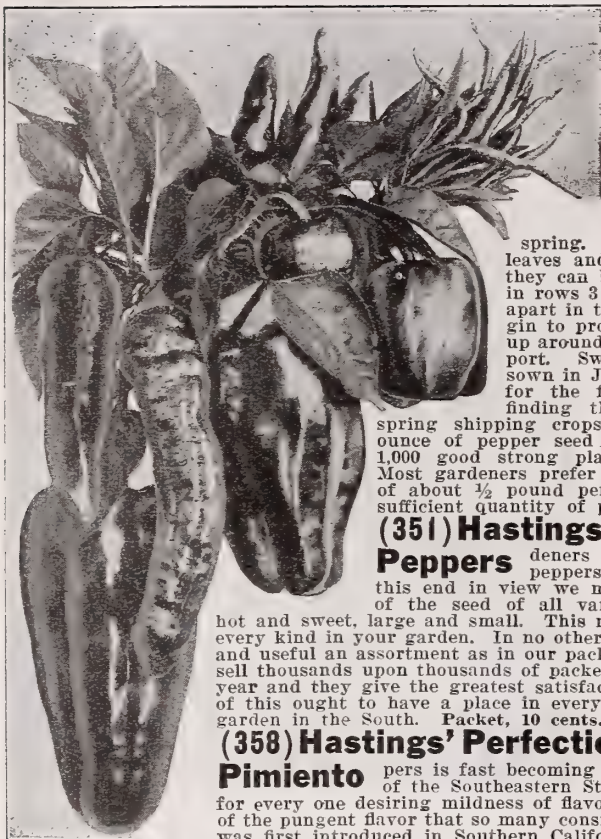 spring.
leaves and
they can
in rows 3
apart in t
gin to pro
up around
port. Sw
sown in J
for the f
finding th
spring shipping crops
ounce of pepper seed
1,000 good strong pla
Most gardeners prefer
of about ½ pound per
sufficient quantity of p
(351) Hastings
Peppers deners
peppers
this end in view we m
of the seed of all var
hot and sweet, large and small. This m
every kind in your garden. In no other
and useful an assortment as in our pack
sell thousands upon thousands of packe
year and they give the greatest satisfac
of this ought to have a place in every
garden in the South. Packet, 10 cents.
(358) Hastings' Perfectio
Pimiento pers is fast becoming
of the Southeastern St
for every one desiring mildness of flavo
of the pungent flavor that so many cons
was first introduced in Southern Califo